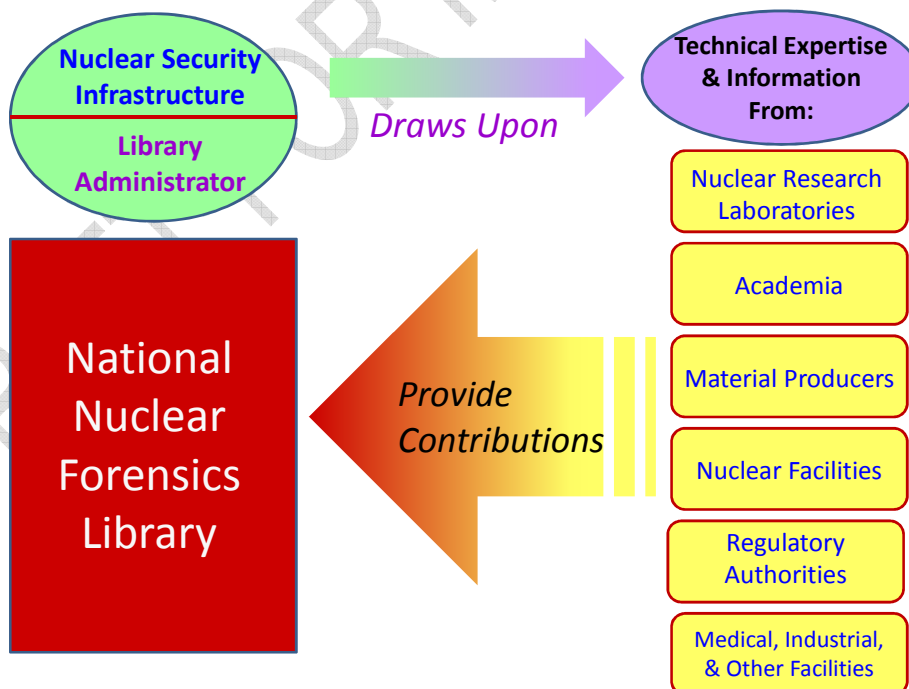 Nuclear Security
Infrastructure
Library
Administrator
Draws Upon
Technical Expertise
& Information
From:
Nuclear Research
Laboratories
Academia
Material Producers
Nuclear Facilities
Regulatory
Authorities
Medical, Industrial,
& Other Facilities
Provide
Contributions
National
Nuclear
Forensics
Library